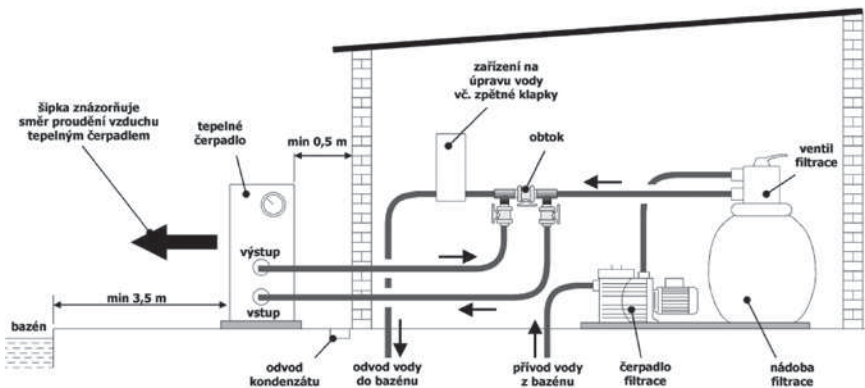 šipka znázorňuje
směr proudění vzduchu
tepelným čerpadlem
tepelné
čerpadlo
min 0,5 m
zařízení na
úpravu vody
vč. zpětné klapky
obtok
ventil
filtrace
výstup
vstup
min 3,5 m
bazén
odvod
kondenzátu
odvod vody
do bazénu
přívod vody
z bazénu
čerpadlo
filtrace
nádoba
filtrace